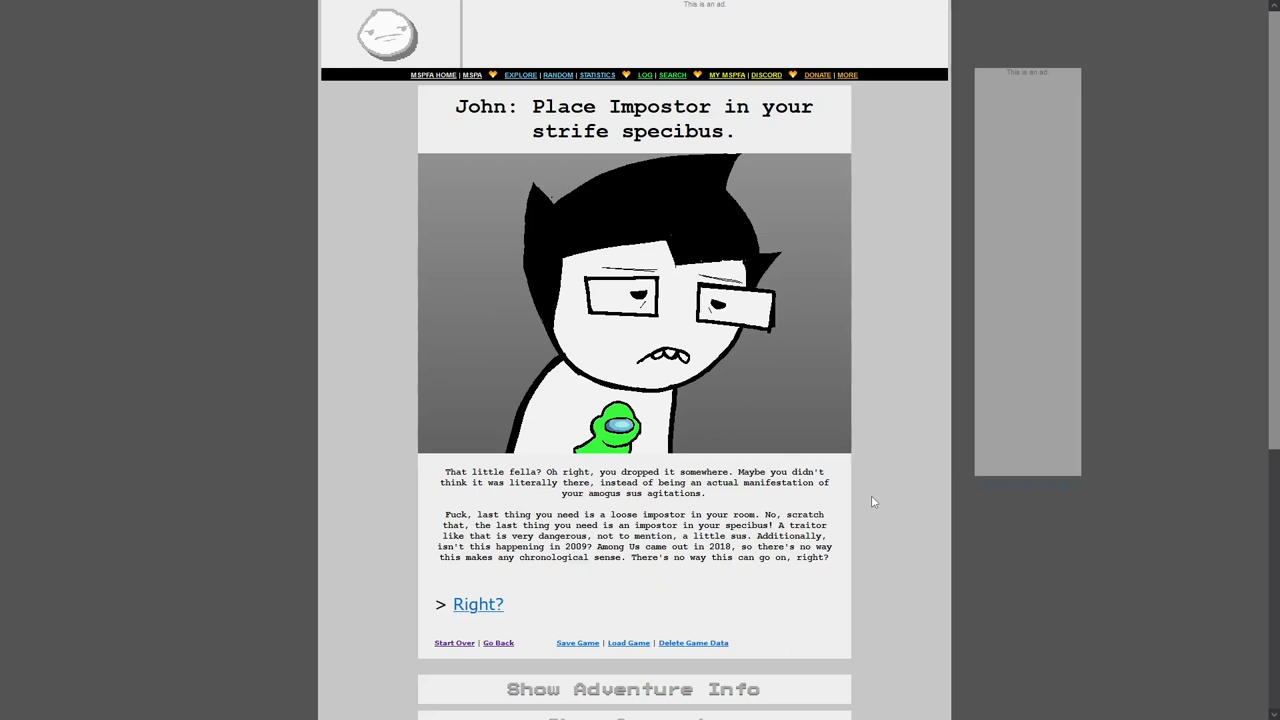 This is an ad.
MSPFA HOME | MSPA EXPLORE | RANDOM | STATISTICS LOG | SEARCH MY MSPFA | DISCORD DONATE | MORE
This is an ad.
John: Place Impostor in your
strife specibus.
That little fella? Oh right, you dropped it somewhere. Maybe you didn't
think it was literally there, instead of being an actual manifestation of
your amogus sus agitations.
Fuck, last thing you need is a loose impostor in your room. No, scratch
that, the last thing you need is an impostor in your specibus! A traitor
like that is very dangerous, not to mention, a little sus. Additionally,
isn't this happening in 2009? Among Us came out in 2018, so there's no way
this makes any chronological sense. There's no way this can go on, right?
> Right?
Start Over | Go Back Save Game | Load Game | Delete Game Data
Show Adventure Info